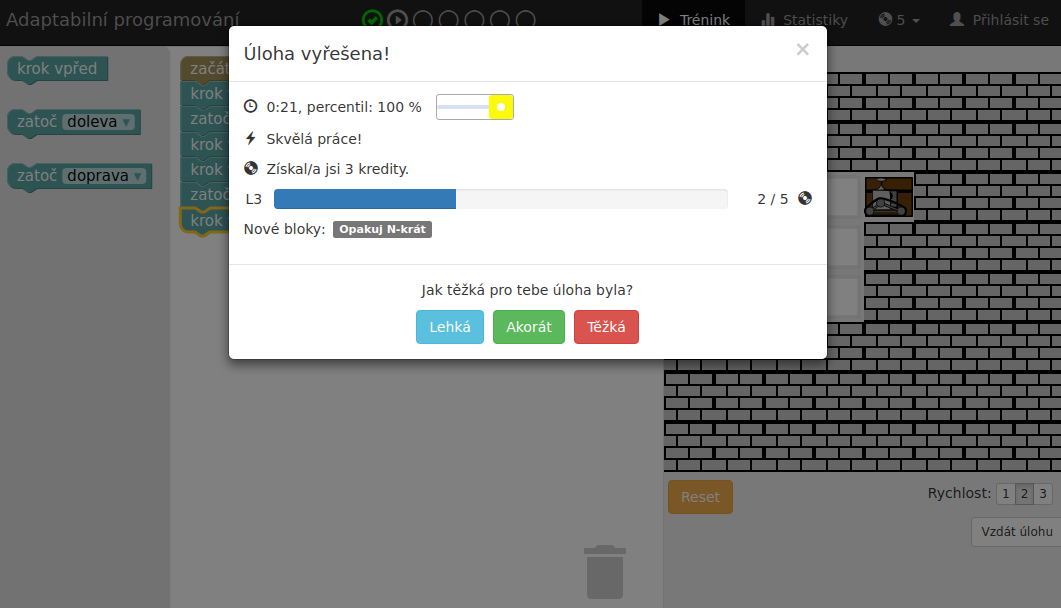 Adaptabilní programování
Trénink
Statistiky
5
Přihlásit se
krok vpřed
zatoč doleva
zatoč doprava
začát
krok
zatoč
krok
krok
zatoč
krok
Úloha vyřešena!
×
0:21, percentil: 100 %
Skvělá práce!
Získal/a jsi 3 kredity.
L3
2 / 5
Nové bloky: Opakuj N-krát
Jak těžká pro tebe úloha byla?
Lehká
Akorát
Těžká
Reset
Rychlost: 1 2 3
Vzdát úlohu